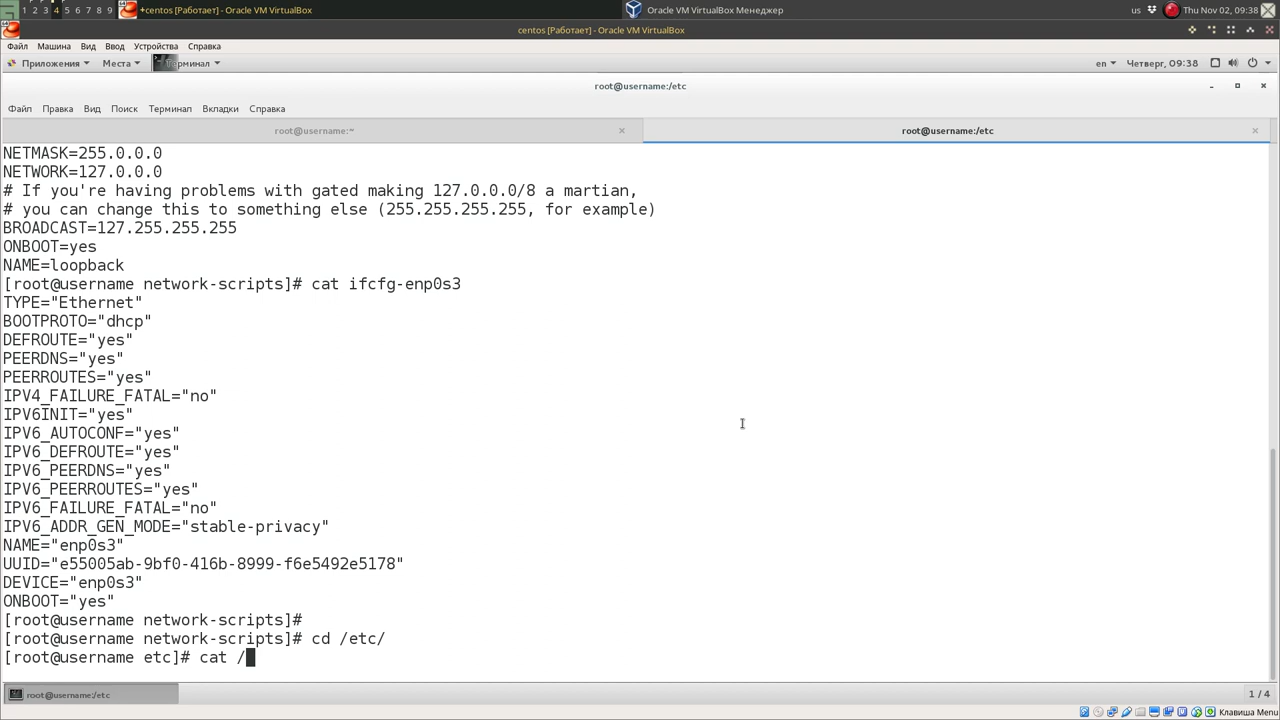 1 2 3 4 5 6 7 8 9 *centos [Работает] - Oracle VM VirtualBox Oracle VM VirtualBox Менеджер us Thu Nov 02, 09:38
centos [Работает] - Oracle VM VirtualBox
Файл Машина Вид Ввод Устройства Справка
Приложения Места Терминал en Четверг, 09:38
root@username:/etc
Файл Правка Вид Поиск Терминал Вкладки Справка
root@username:~ root@username:/etc
NETMASK=255.0.0.0
NETWORK=127.0.0.0
# If you're having problems with gated making 127.0.0.0/8 a martian,
# you can change this to something else (255.255.255.255, for example)
BROADCAST=127.255.255.255
ONBOOT=yes
NAME=loopback
[root@username network-scripts]# cat ifcfg-enp0s3
TYPE="Ethernet"
BOOTPROTO="dhcp"
DEFROUTE="yes"
PEERDNS="yes"
PEERROUTES="yes"
IPV4_FAILURE_FATAL="no"
IPV6INIT="yes"
IPV6_AUTOCONF="yes"
IPV6_DEFROUTE="yes"
IPV6_PEERDNS="yes"
IPV6_PEERROUTES="yes"
IPV6_FAILURE_FATAL="no"
IPV6_ADDR_GEN_MODE="stable-privacy"
NAME="enp0s3"
UUID="e55005ab-9bf0-416b-8999-f6e5492e5178"
DEVICE="enp0s3"
ONBOOT="yes"
[root@username network-scripts]#
[root@username network-scripts]# cd /etc/
[root@username etc]# cat /
root@username:/etc 1 / 4
Клавиша Menu